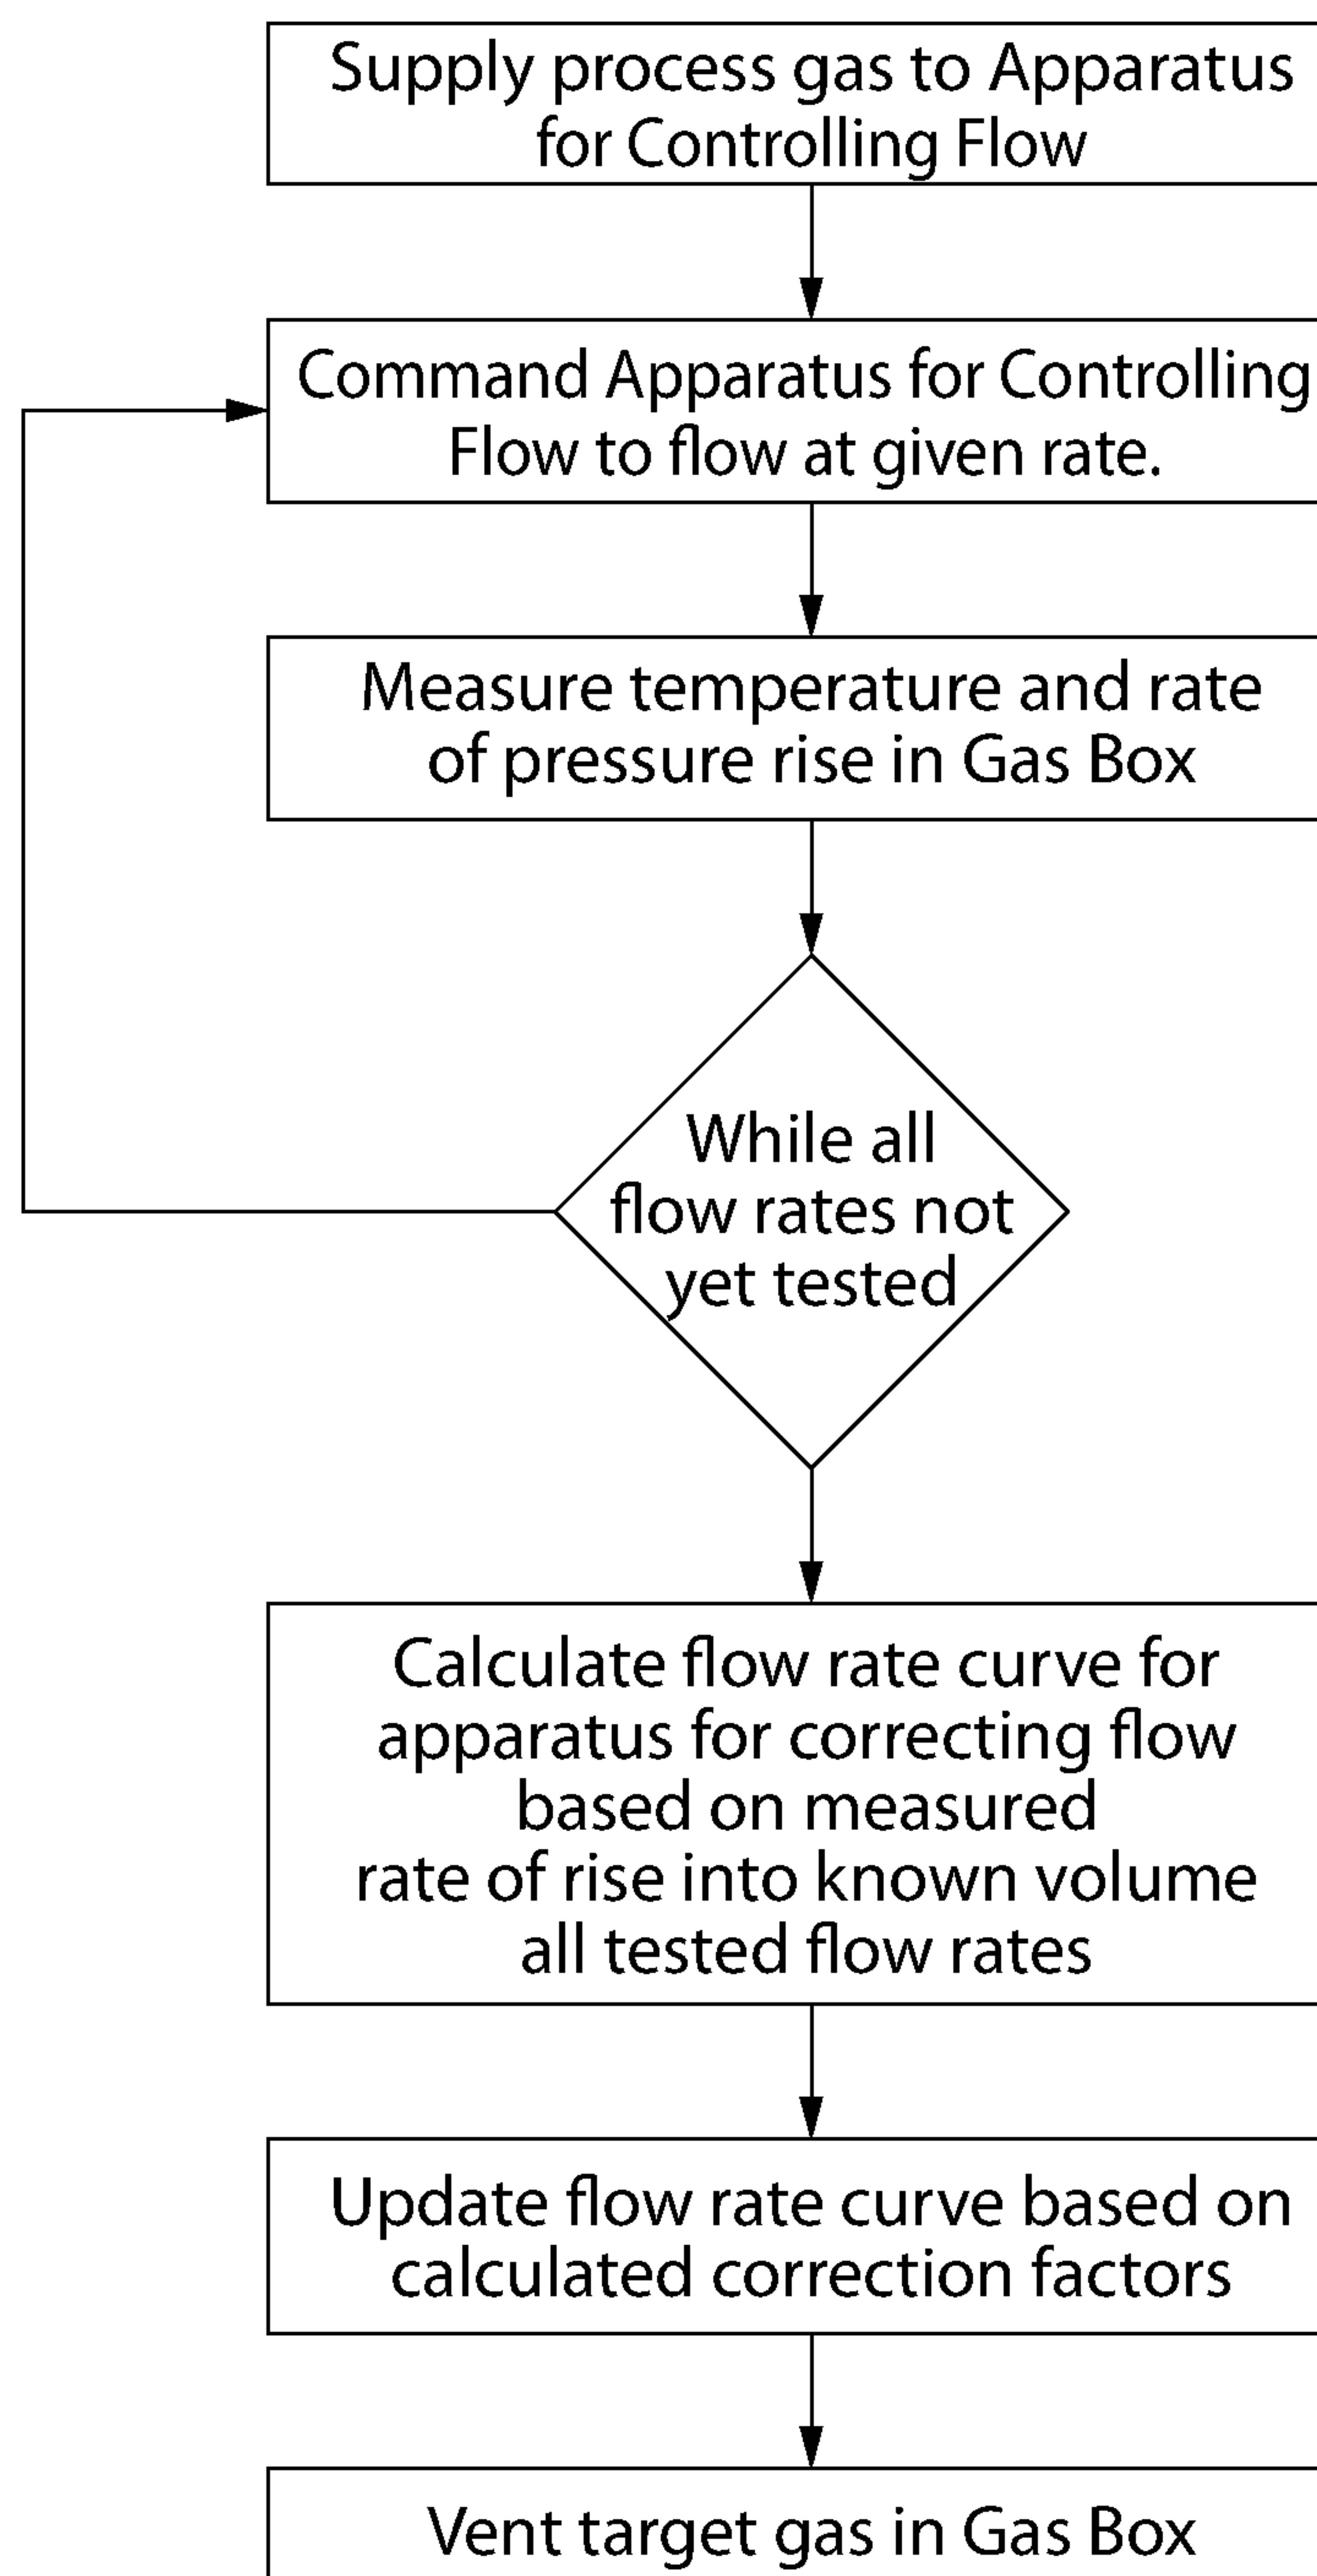 Supply process gas to Apparatus
for Controlling Flow
Command Apparatus for Controlling
Flow to flow at given rate.
Measure temperature and rate
of pressure rise in Gas Box
While all
flow rates not
yet tested
Calculate flow rate curve for
apparatus for correcting flow
based on measured
rate of rise into known volume
all tested flow rates
Update flow rate curve based on
calculated correction factors
Vent target gas in Gas Box